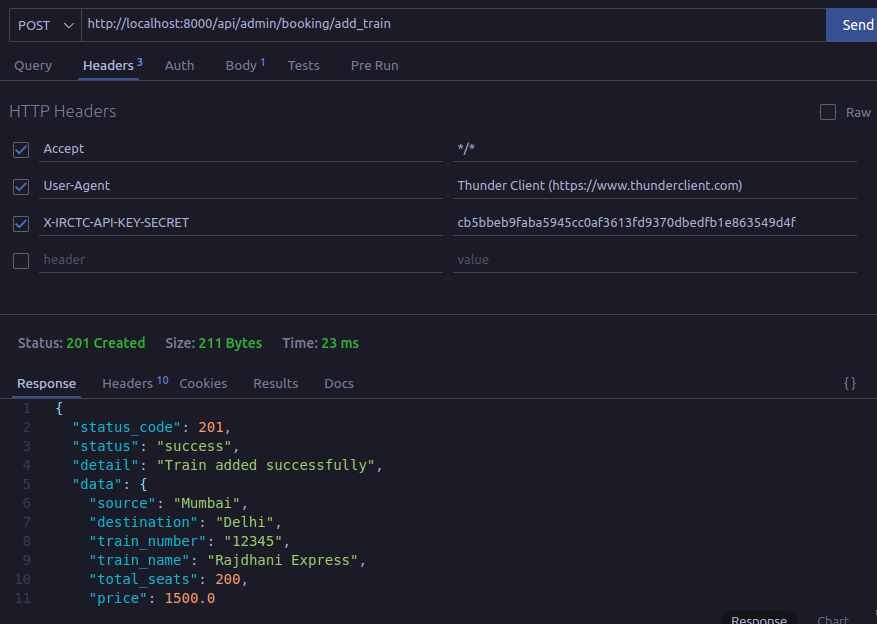 POST http://localhost:8000/api/admin/booking/add_train Send
Query Headers 3 Auth Body 1 Tests Pre Run
HTTP Headers Raw
Accept */*
User-Agent Thunder Client (https://www.thunderclient.com)
X-IRCTC-API-KEY-SECRET cb5bbeb9faba5945cc0af3613fd9370dbedfb1e863549d4f
header value
Status: 201 Created Size: 211 Bytes Time: 23 ms
Response Headers 10 Cookies Results Docs {}
1 {
2 "status_code": 201,
3 "status": "success",
4 "detail": "Train added successfully",
5 "data": {
6 "source": "Mumbai",
7 "destination": "Delhi",
8 "train_number": "12345",
9 "train_name": "Rajdhani Express",
10 "total_seats": 200,
11 "price": 1500.0
Response Chart